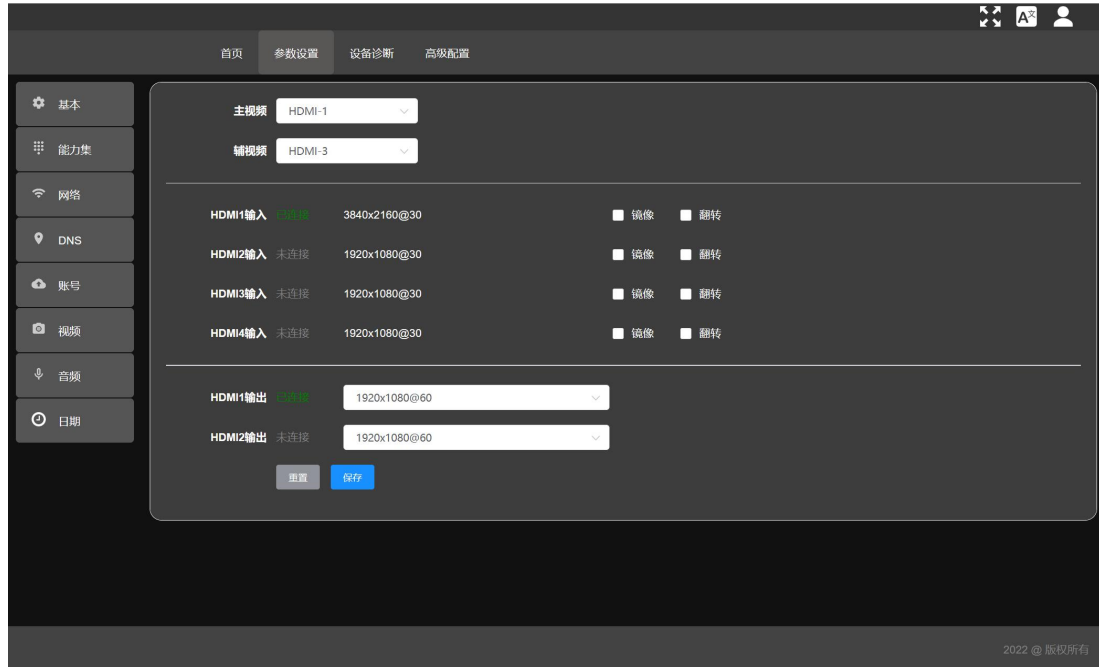 A文
首页 参数设置 设备诊断 高级配置
基本
能力集
网络
DNS
账号
视频
音频
日期
主视频 HDMI-1
辅视频 HDMI-3
HDMI1输入 已连接 3840x2160@30 镜像 翻转
HDMI2输入 未连接 1920x1080@30 镜像 翻转
HDMI3输入 未连接 1920x1080@30 镜像 翻转
HDMI4输入 未连接 1920x1080@30 镜像 翻转
HDMI1输出 已连接 1920x1080@60
HDMI2输出 未连接 1920x1080@60
重置 保存
2022 @ 版权所有